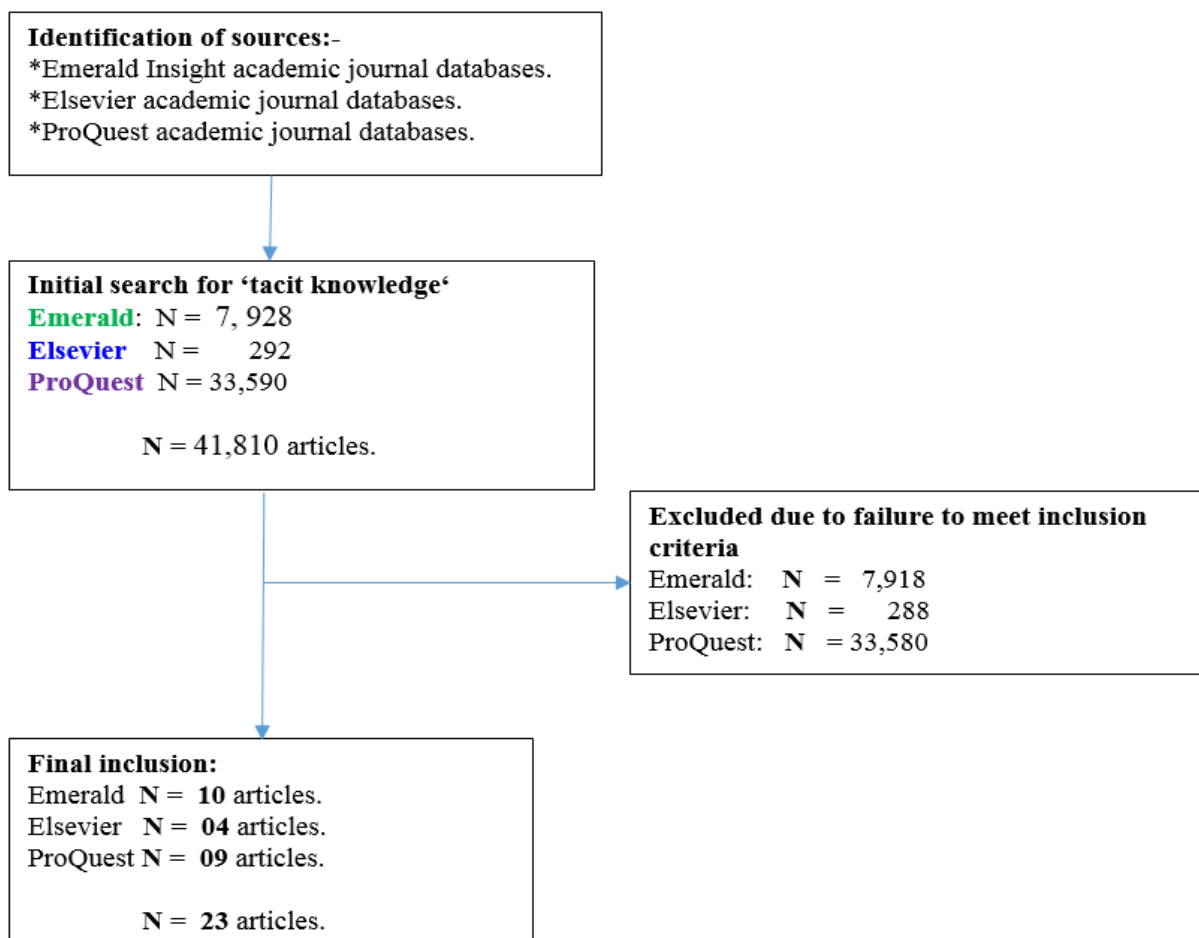 Identification of sources:-
*Emerald Insight academic journal databases.
*Elsevier academic journal databases.
*ProQuest academic journal databases.
Initial search for ‘tacit knowledge‘
Emerald: N = 7, 928
Elsevier N = 292
ProQuest N = 33,590
N = 41,810 articles.
Excluded due to failure to meet inclusion
criteria
Emerald: N = 7,918
Elsevier: N = 288
ProQuest: N = 33,580
Final inclusion:
Emerald N = 10 articles.
Elsevier N = 04 articles.
ProQuest N = 09 articles.
N = 23 articles.